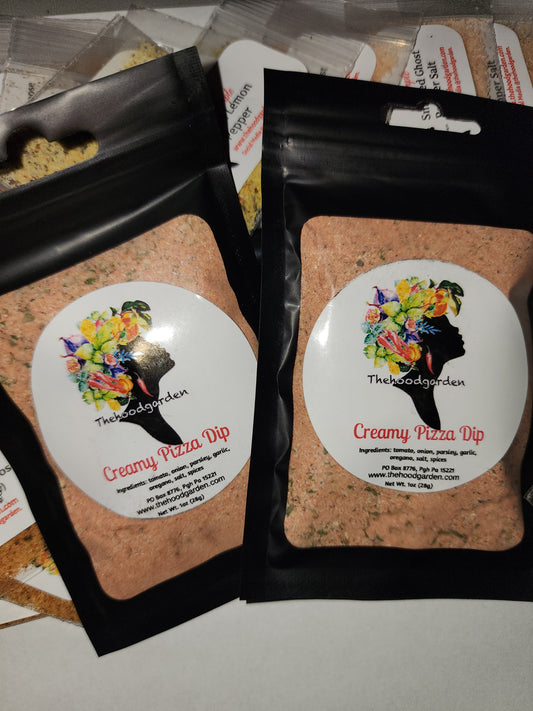 Lemon
Pepper
www.thehoodgarden.
Ghost
Salt
Thehoodgarden
Creamy Pizza Dip
Ingredients: tomato, onion, parsley, garlic,
oregano, salt, spices
PO Box 8776, Pgh Pa 15221
www.thehoodgarden.com
Net Wt. 1oz (28g)
Thehoodgarden
Creamy Pizza Dip
Ingredients: tomato, onion, parsley, garlic,
oregano, salt, spices
PO Box 8776, Pgh Pa 15221
www.thehoodgarden.com
Net Wt. 1oz (28g)